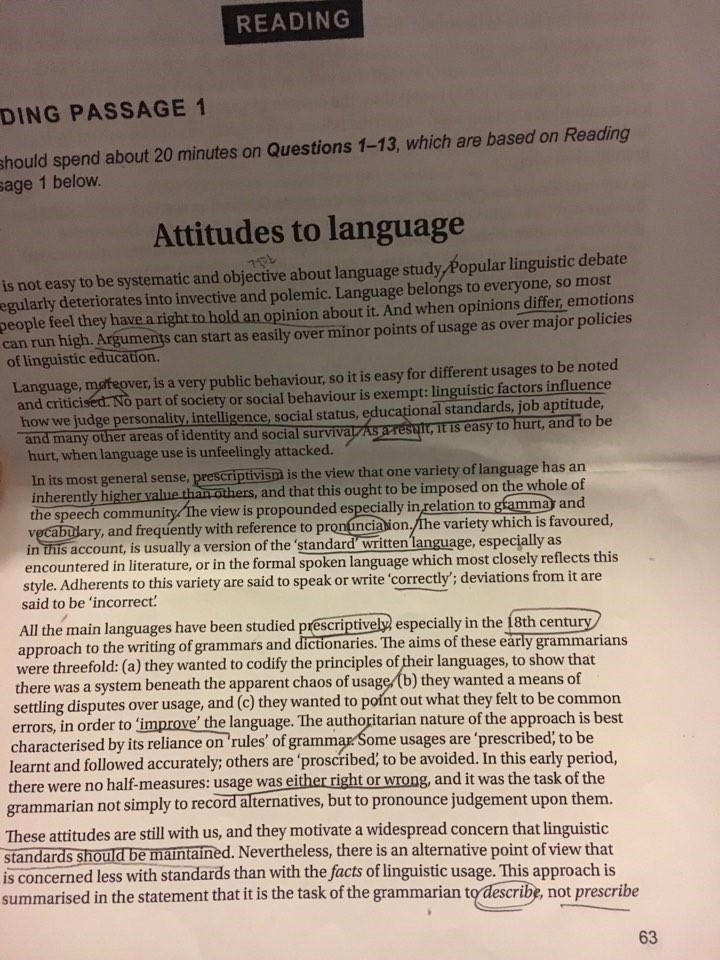 READING
DING PASSAGE 1
should spend about 20 minutes on Questions 1–13, which are based on Reading
sage 1 below.
Attitudes to language
is not easy to be systematic and objective about language study. Popular linguistic debate
egularly deteriorates into invective and polemic. Language belongs to everyone, so most
people feel they have a right to hold an opinion about it. And when opinions differ, emotions
can run high. Arguments can start as easily over minor points of usage as over major policies
of linguistic education.
Language, moreover, is a very public behaviour, so it is easy for different usages to be noted
and criticised. No part of society or social behaviour is exempt: linguistic factors influence
how we judge personality, intelligence, social status, educational standards, job aptitude,
and many other areas of identity and social survival. As a result, it is easy to hurt, and to be
hurt, when language use is unfeelingly attacked.
In its most general sense, prescriptivism is the view that one variety of language has an
inherently higher value than others, and that this ought to be imposed on the whole of
the speech community. The view is propounded especially in relation to grammar and
vocabulary, and frequently with reference to pronunciation. The variety which is favoured,
in this account, is usually a version of the 'standard' written language, especially as
encountered in literature, or in the formal spoken language which most closely reflects this
style. Adherents to this variety are said to speak or write 'correctly'; deviations from it are
said to be 'incorrect'.
All the main languages have been studied prescriptively, especially in the 18th century
approach to the writing of grammars and dictionaries. The aims of these early grammarians
were threefold: (a) they wanted to codify the principles of their languages, to show that
there was a system beneath the apparent chaos of usage, (b) they wanted a means of
settling disputes over usage, and (c) they wanted to point out what they felt to be common
errors, in order to 'improve' the language. The authoritarian nature of the approach is best
characterised by its reliance on 'rules' of grammar. Some usages are 'prescribed', to be
learnt and followed accurately; others are 'proscribed', to be avoided. In this early period,
there were no half-measures: usage was either right or wrong, and it was the task of the
grammarian not simply to record alternatives, but to pronounce judgement upon them.
These attitudes are still with us, and they motivate a widespread concern that linguistic
standards should be maintained. Nevertheless, there is an alternative point of view that
is concerned less with standards than with the facts of linguistic usage. This approach is
summarised in the statement that it is the task of the grammarian to describe, not prescribe
63